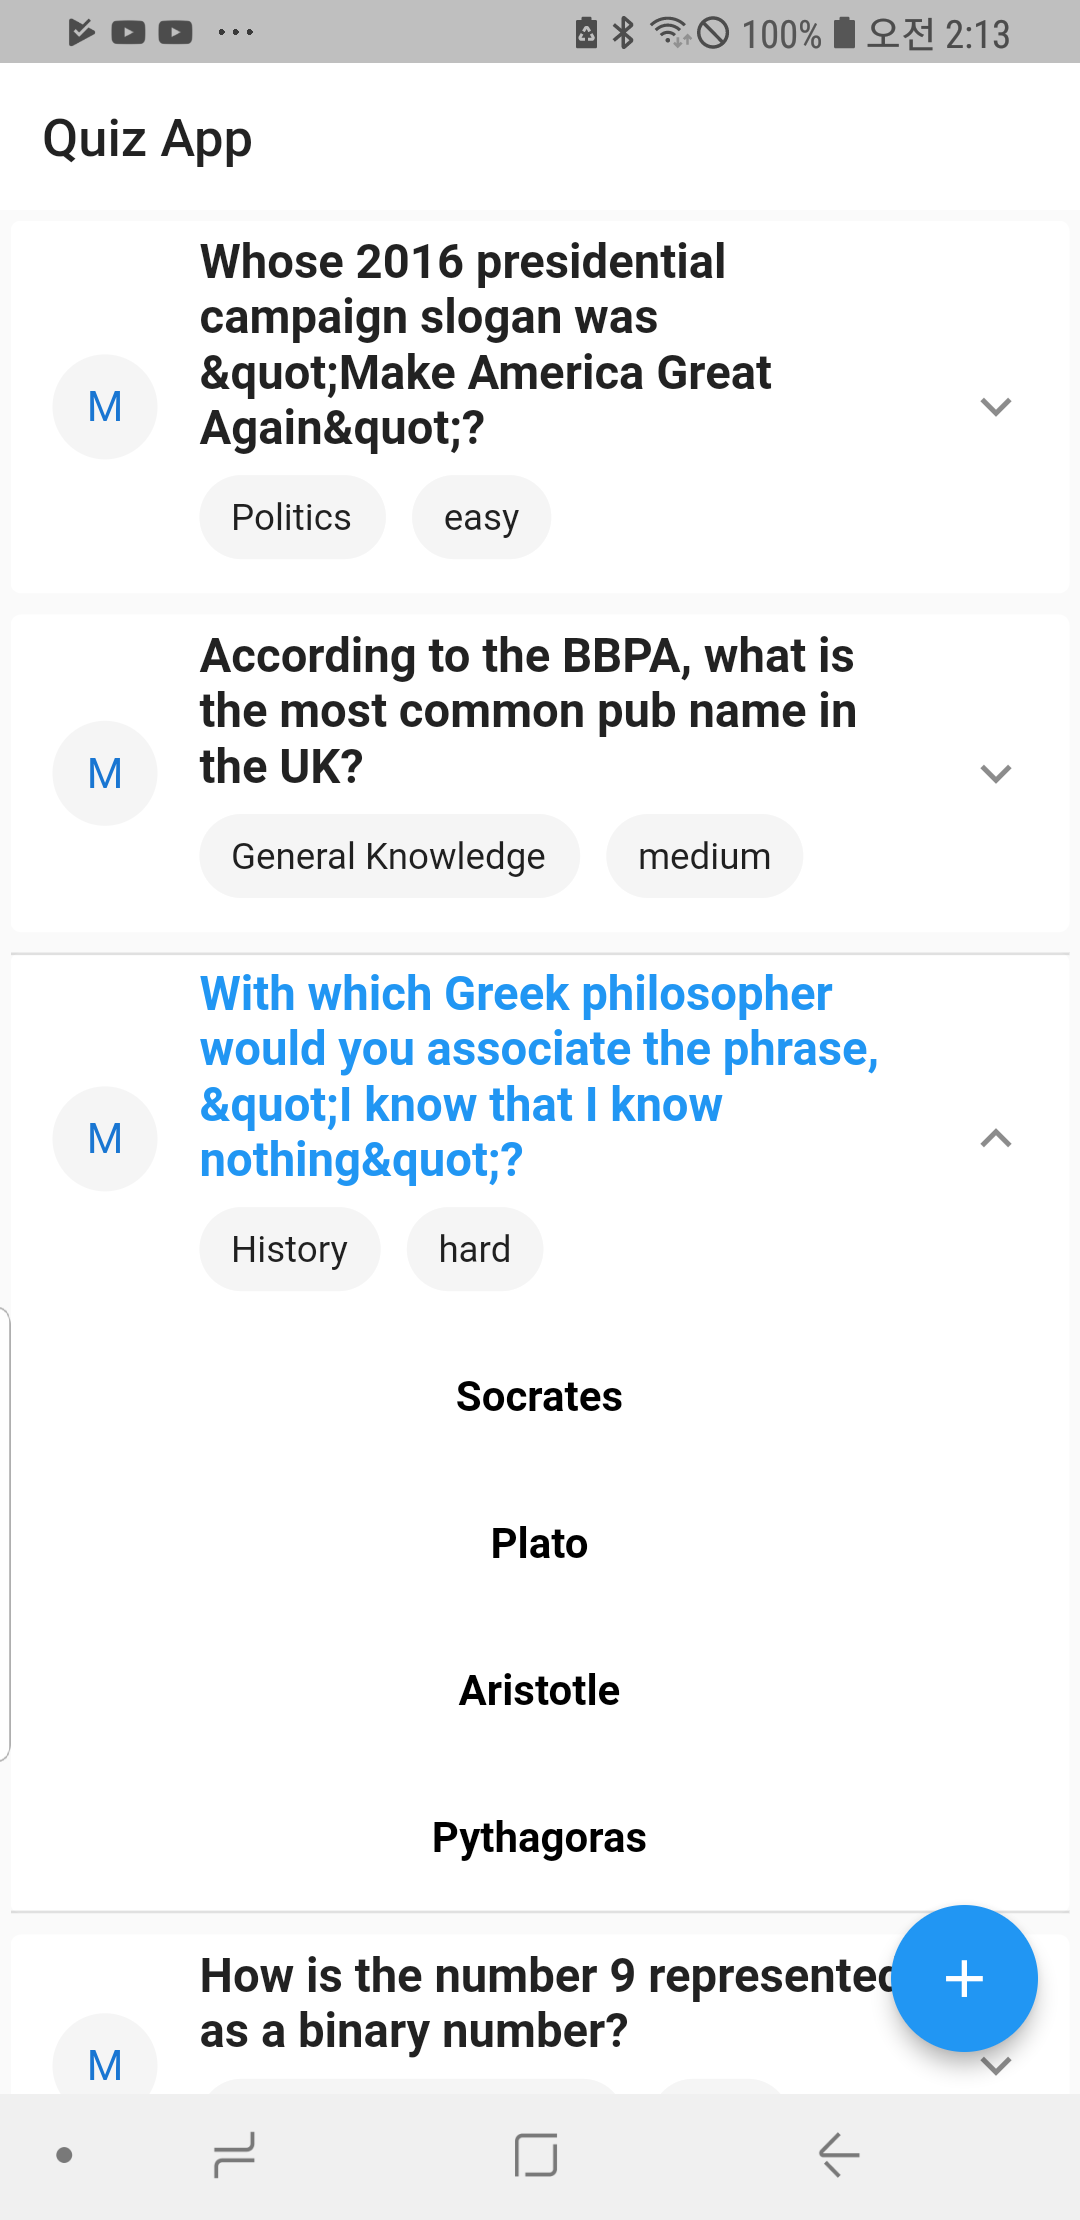 100% 오전 2:13
Quiz App
Whose 2016 presidential
campaign slogan was
&quot;Make America Great
Again&quot;?
M
Politics easy
According to the BBPA, what is
the most common pub name in
the UK?
M
General Knowledge medium
With which Greek philosopher
would you associate the phrase,
&quot;I know that I know
nothing&quot;?
M
History hard
Socrates
Plato
Aristotle
Pythagoras
How is the number 9 represented
as a binary number?
M